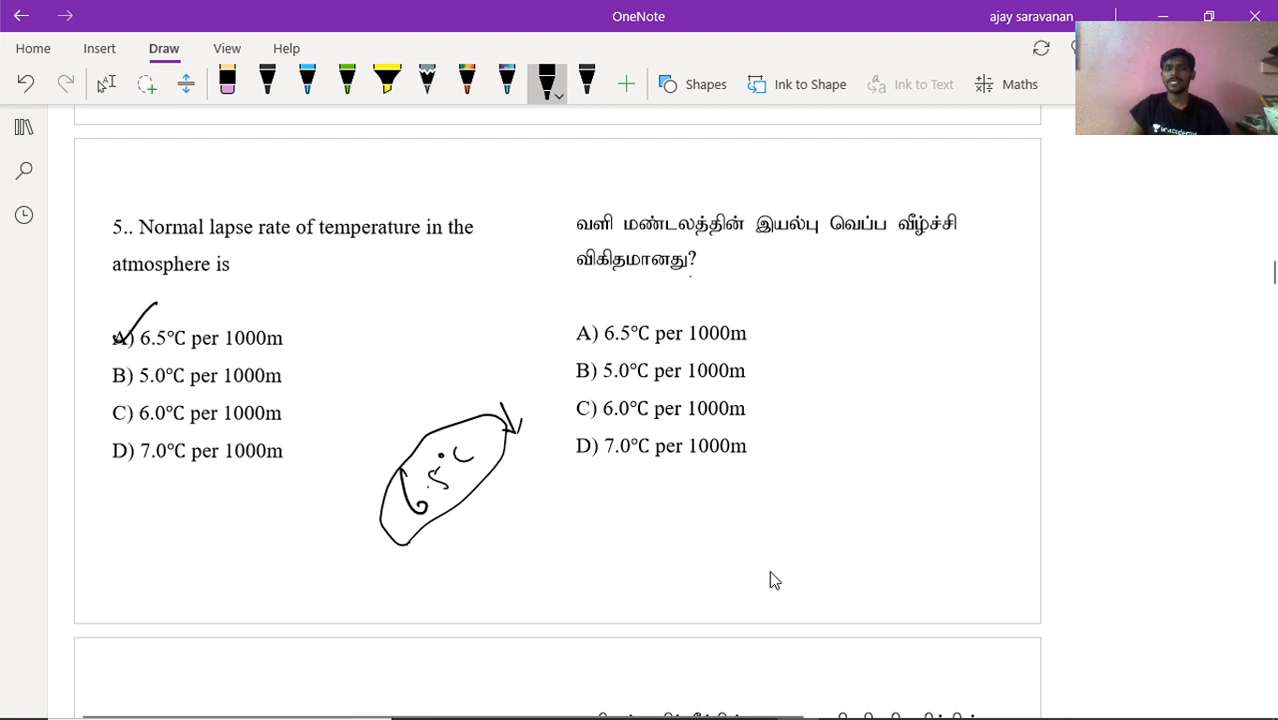 OneNote
ajay saravanan
Home Insert Draw View Help
Shapes Ink to Shape Ink to Text Maths
5.. Normal lapse rate of temperature in the
atmosphere is
A) 6.5℃ per 1000m
B) 5.0℃ per 1000m
C) 6.0℃ per 1000m
D) 7.0℃ per 1000m
6.5°C
வளி மண்டலத்தின் இயல்பு வெப்ப வீழ்ச்சி
விகிதமானது?
A) 6.5℃ per 1000m
B) 5.0℃ per 1000m
C) 6.0℃ per 1000m
D) 7.0℃ per 1000m